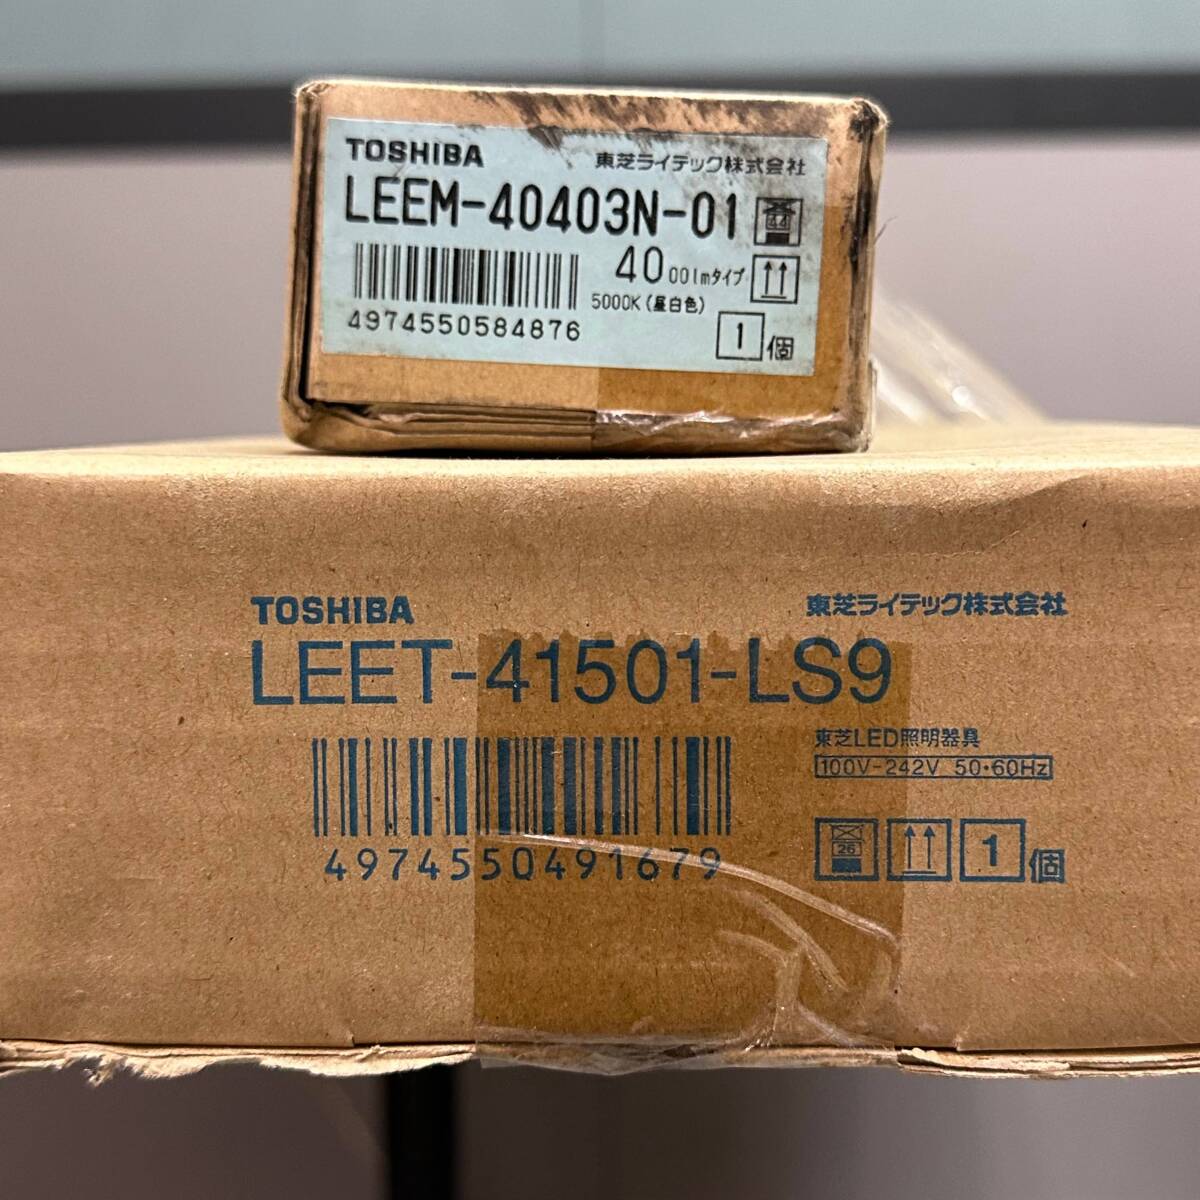 TOSHIBA 東芝ライテック株式会社
LEEM-40403N-01
44
4000lmタイプ
5000K(昼白色)
4974550584876
1個
TOSHIBA 東芝ライテック株式会社
LEET-41501-LS9
東芝LED照明器具
100V-242V 50・60Hz
4974550491679
26
1個